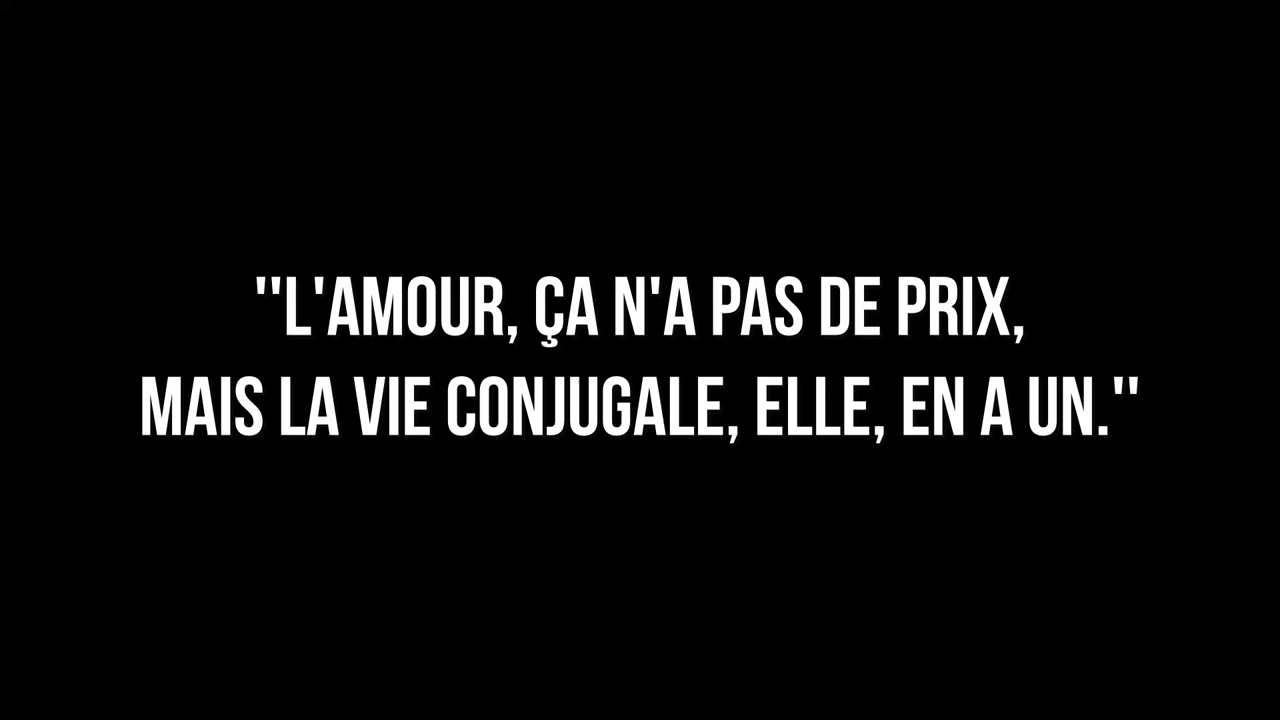 "L'AMOUR, ÇA N'A PAS DE PRIX,
MAIS LA VIE CONJUGALE, ELLE, EN A UN."